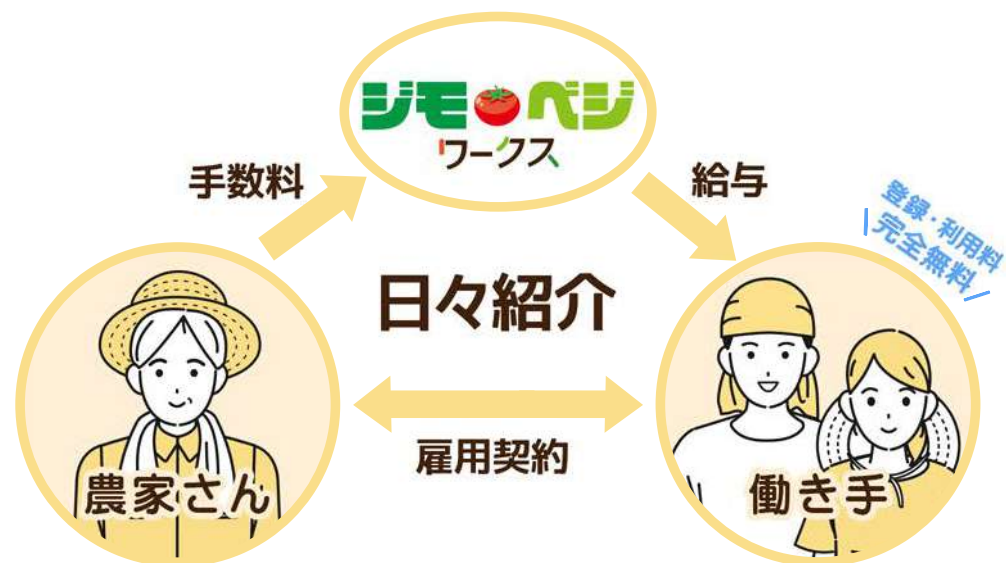 ジモベジ
ワークス
手数料
給与
登録・利用料
完全無料
日々紹介
雇用契約
農家さん
働き手